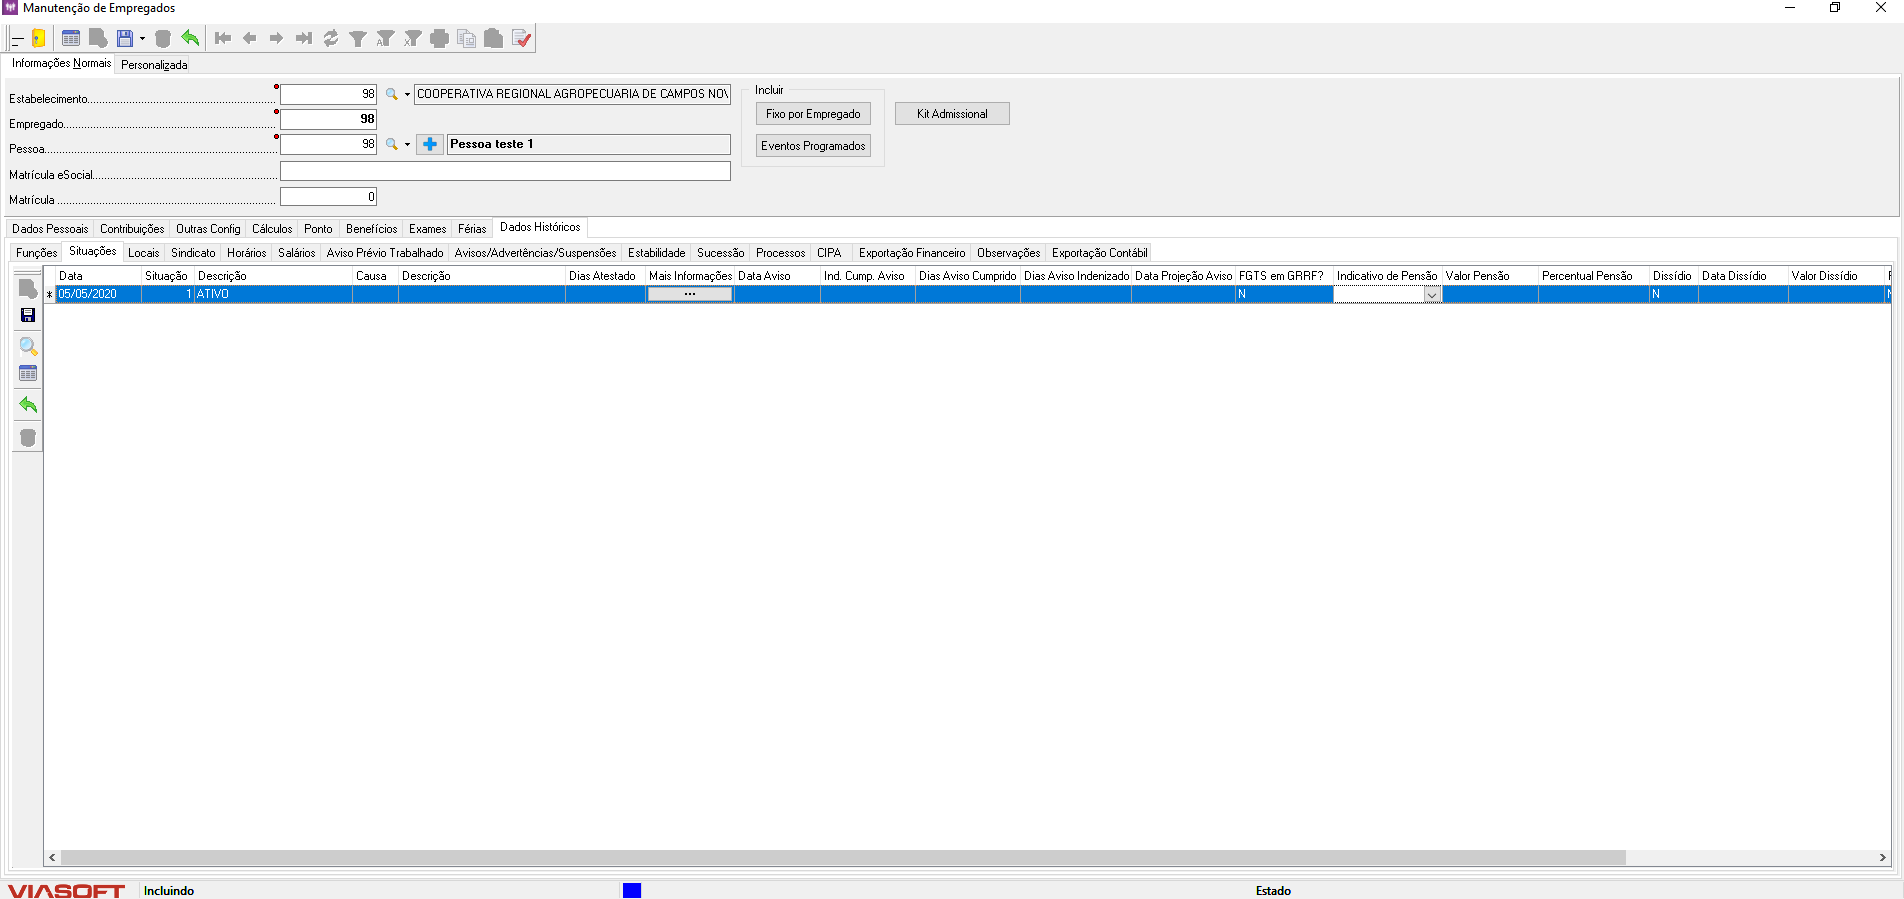 Manutenção de Empregados
Informações Normais Personalizada
Estabelecimento 98 COOPERATIVA REGIONAL AGROPECUARIA DE CAMPOS NOV
Empregado 98
Pessoa 98 Pessoa teste 1
Matrícula eSocial
Matrícula 0
Incluir
Fixo por Empregado
Eventos Programados
Kit Admissional
Dados Pessoais Contribuições Outras Config Cálculos Ponto Benefícios Exames Férias Dados Históricos
Funções Situações Locais Sindicato Horários Salários Aviso Prévio Trabalhado Avisos/Advertências/Suspensões Estabilidade Sucessão Processos CIPA Exportação Financeiro Observações Exportação Contábil
Data Situação Descrição Causa Descrição Dias Atestado Mais Informações Data Aviso Ind. Cump. Aviso Dias Aviso Cumprido Dias Aviso Indenizado Data Projeção Aviso FGTS em GRRF? Indicativo de Pensão Valor Pensão Percentual Pensão Dissídio Data Dissídio Valor Dissídio
* 05/05/2020 1 ATIVO ... N N
VIASOFT Incluindo Estado